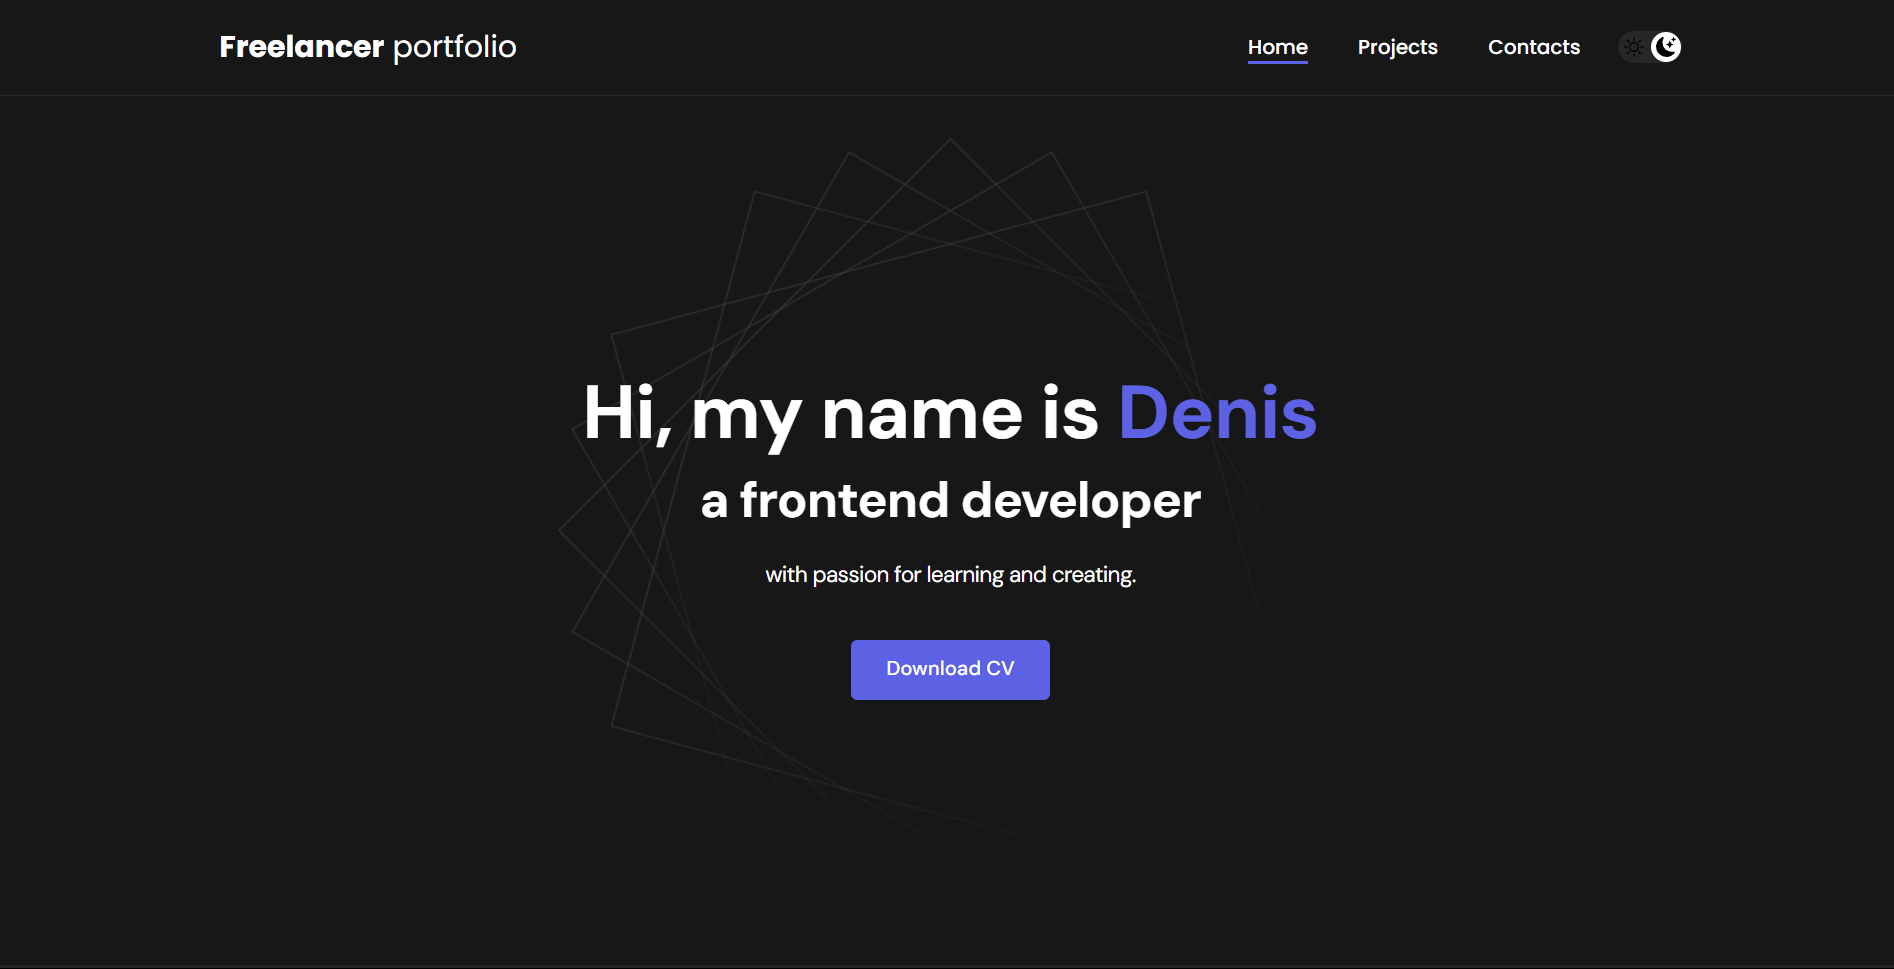 Freelancer portfolio
Home Projects Contacts
Hi, my name is Denis
a frontend developer
with passion for learning and creating.
Download CV